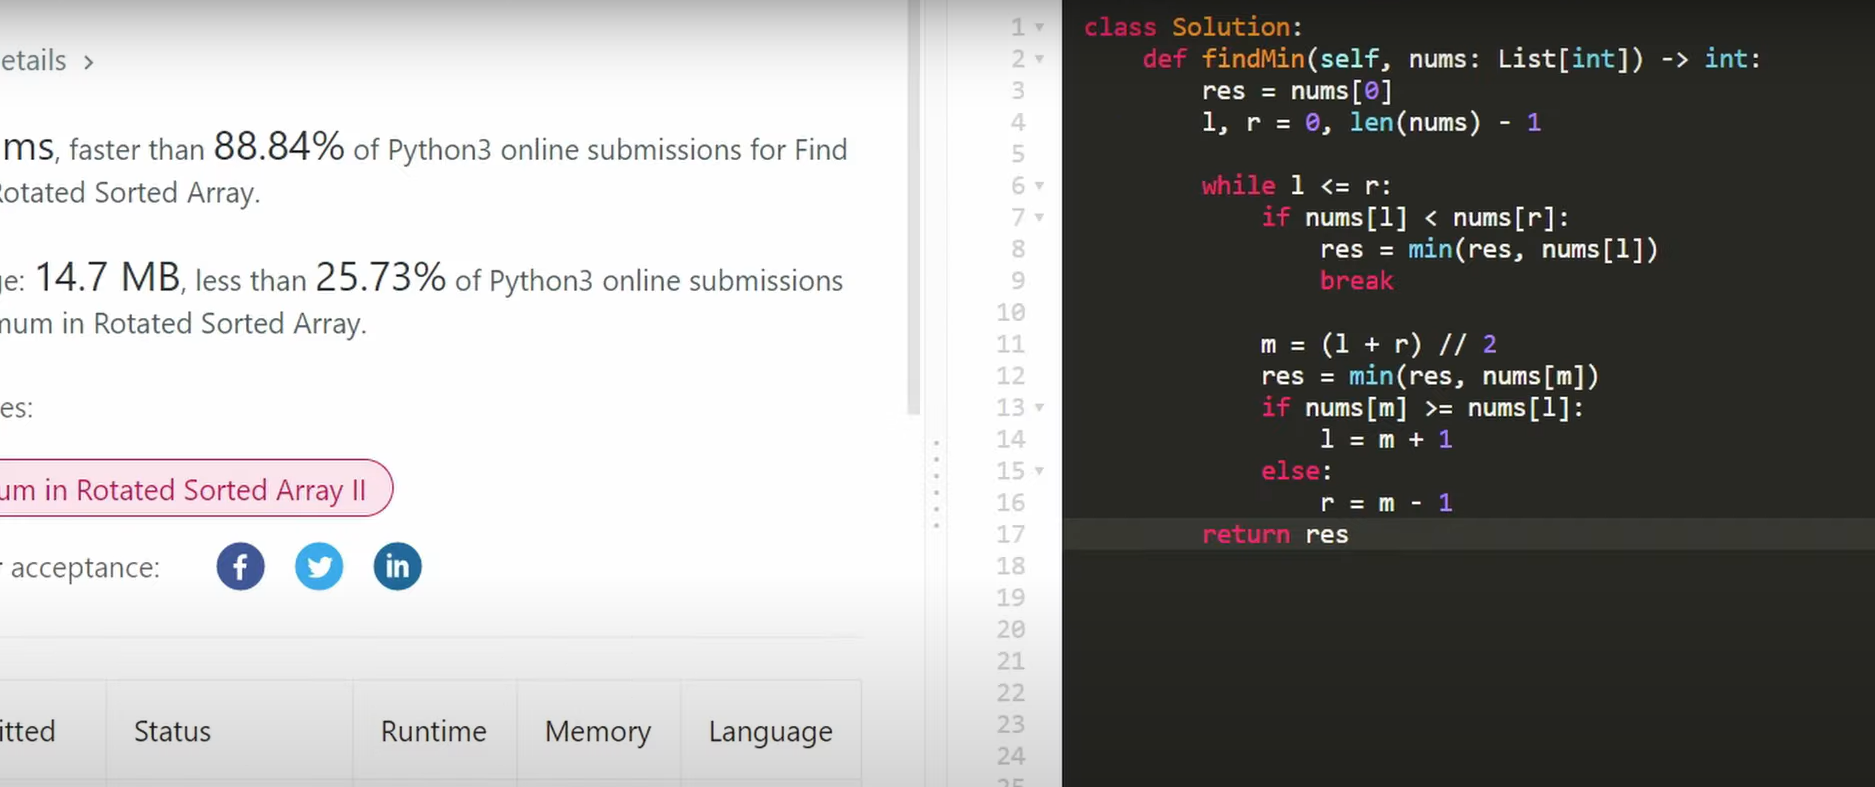 etails >
ms, faster than 88.84% of Python3 online submissions for Find
Rotated Sorted Array.
ge: 14.7 MB, less than 25.73% of Python3 online submissions
mum in Rotated Sorted Array.
es:
um in Rotated Sorted Array II
r acceptance:
f
in
itted Status Runtime Memory Language
1 class Solution:
2 def findMin(self, nums: List[int]) -> int:
3 res = nums[0]
4 l, r = 0, len(nums) - 1
5
6 while l <= r:
7 if nums[l] < nums[r]:
8 res = min(res, nums[l])
9 break
10
11 m = (l + r) // 2
12 res = min(res, nums[m])
13 if nums[m] >= nums[l]:
14 l = m + 1
15 else:
16 r = m - 1
17 return res
18
19
20
21
22
23
24
25